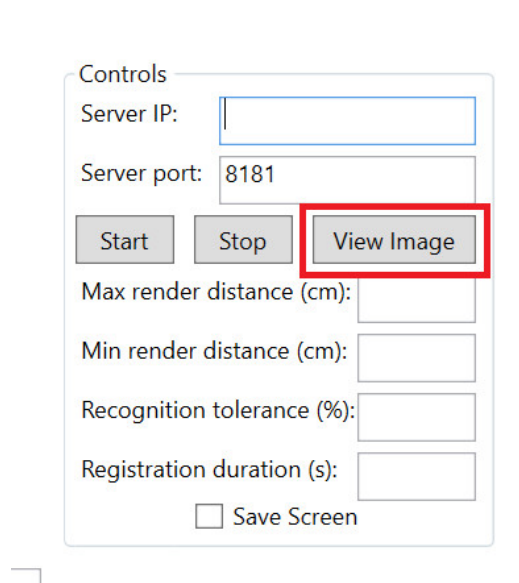 Controls
Server IP:
Server port: 8181
Start Stop View Image
Max render distance (cm):
Min render distance (cm):
Recognition tolerance (%):
Registration duration (s):
Save Screen